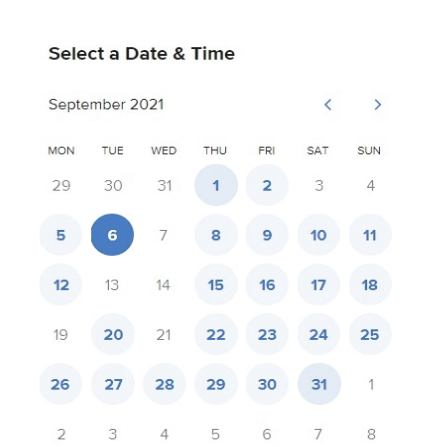 Select a Date & Time
September 2021
MON TUE WED THU FRI SAT SUN
29 30 31 1 2 3 4
5 6 7 8 9 10 11
12 13 14 15 16 17 18
19 20 21 22 23 24 25
26 27 28 29 30 31 1
2 3 4 5 6 7 8